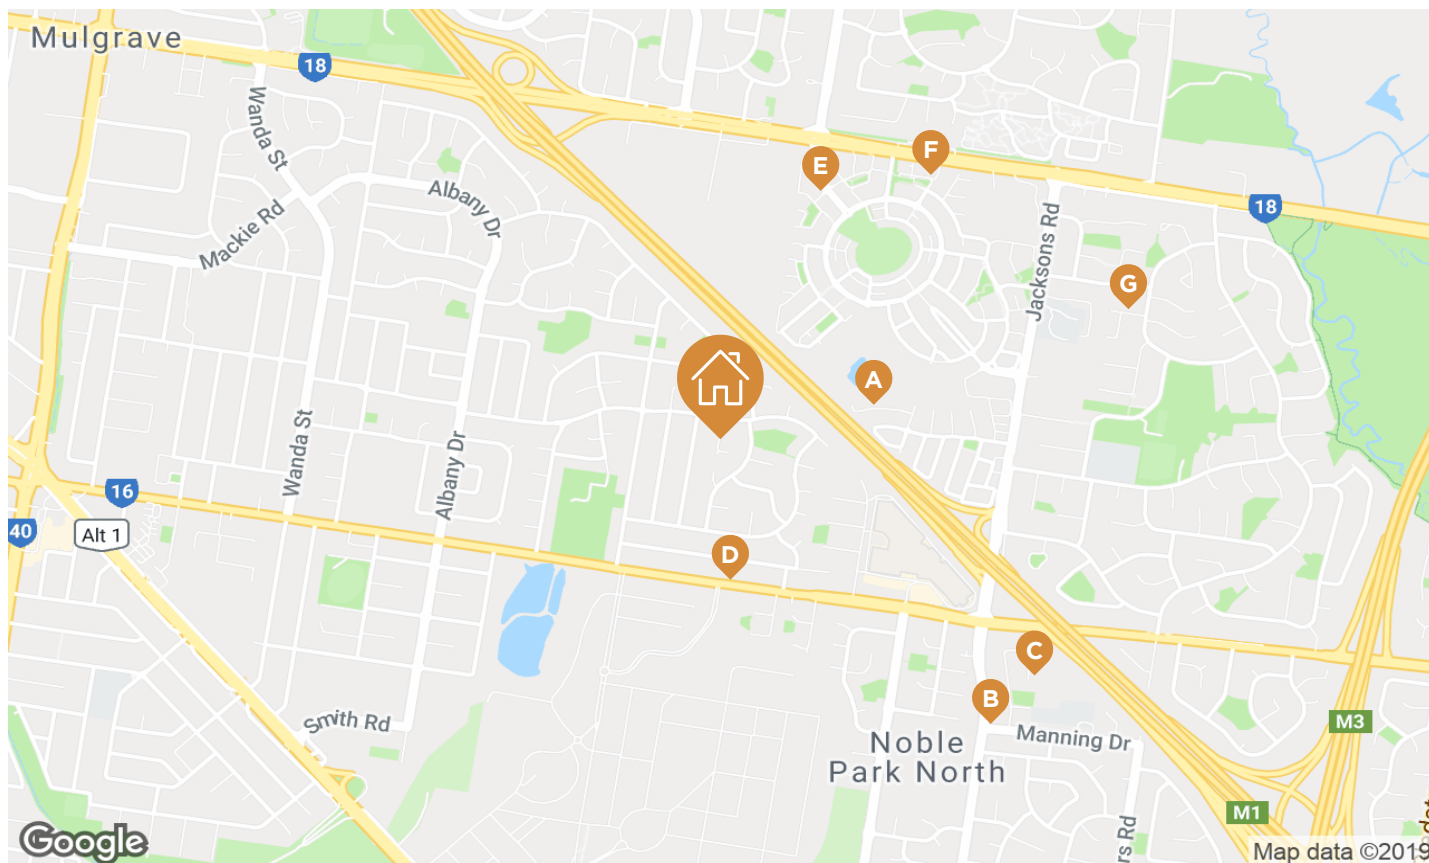 Mulgrave
18
Wanda St
Albany Dr
Mackie Rd
E
F
18
Jacksons Rd
G
A
Wanda St
Albany Dr
16
40
Alt 1
D
C
B
Smith Rd
Manning Dr
Noble
Park North
M3
M1
Google
Map data ©2019